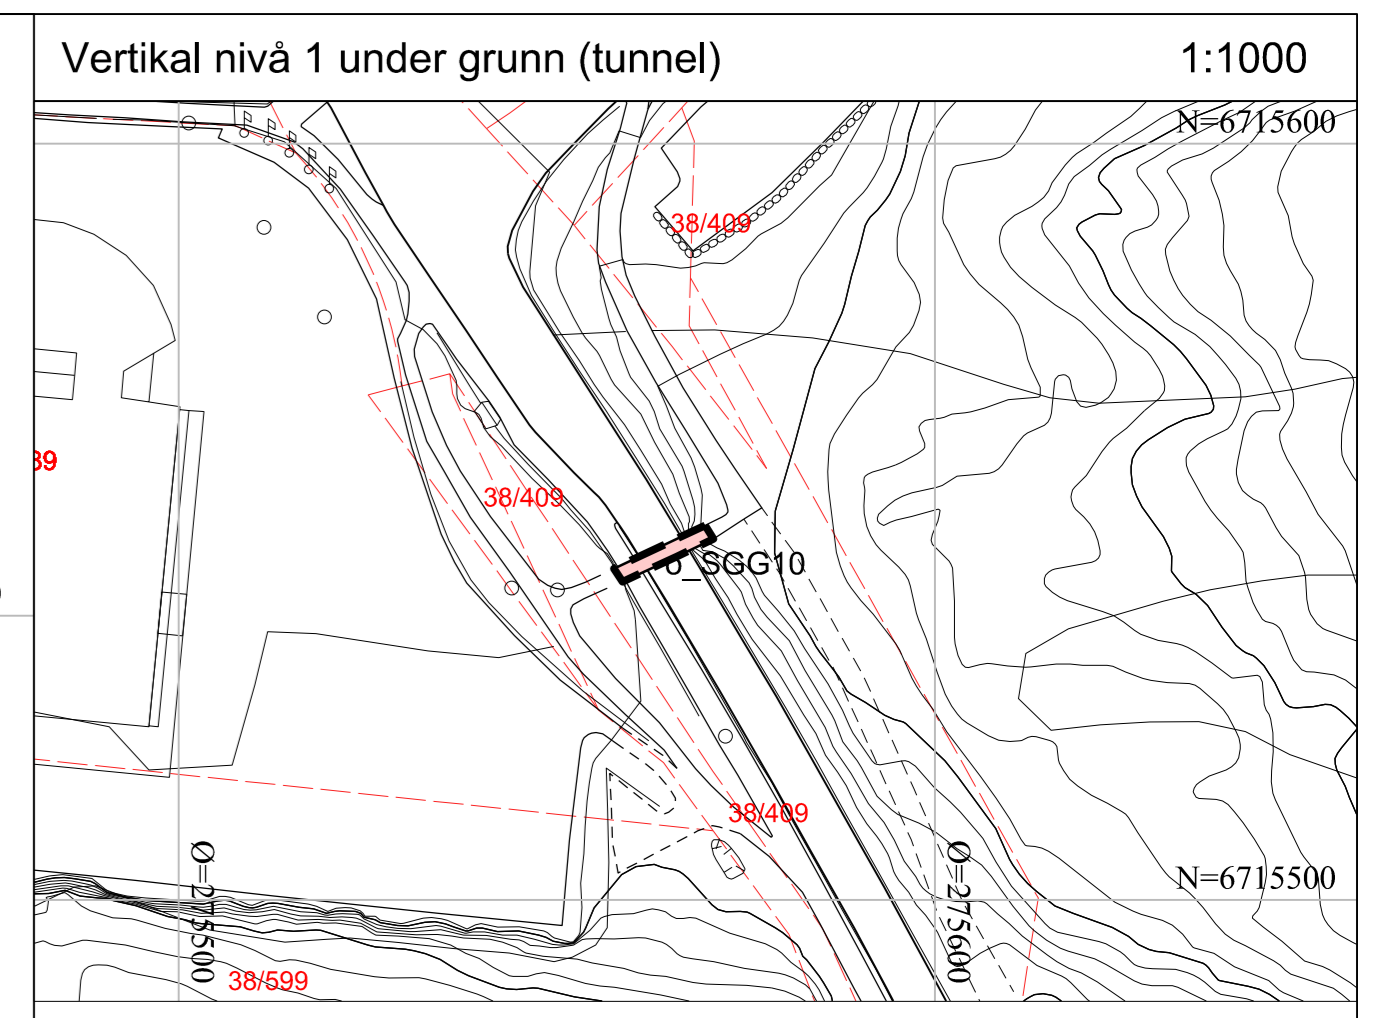 Vertikal nivå 1 under grunn (tunnel) 1:1000
N=6715600
38/409
39
38/409
o_SGG10
38/409
Ø=275500
Ø=275600
N=6715500
38/599